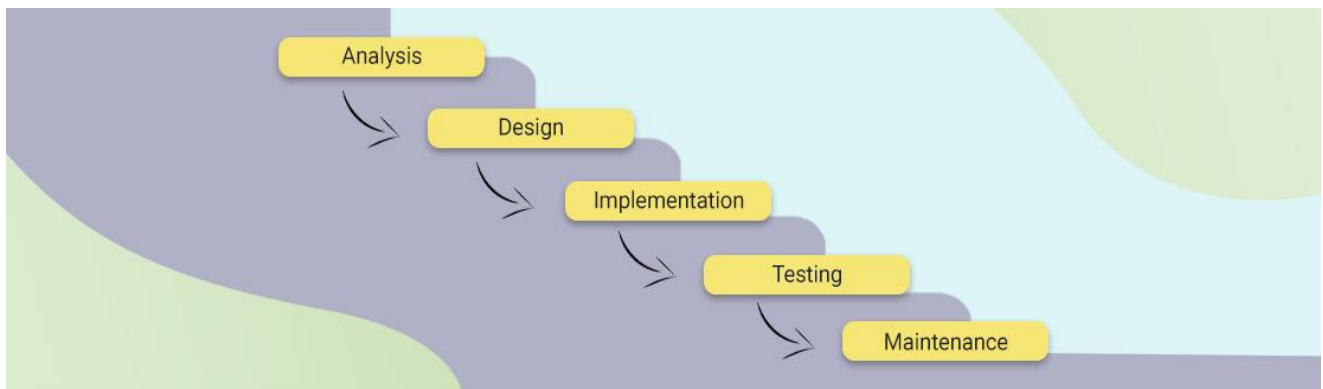 Analysis
Design
Implementation
Testing
Maintenance